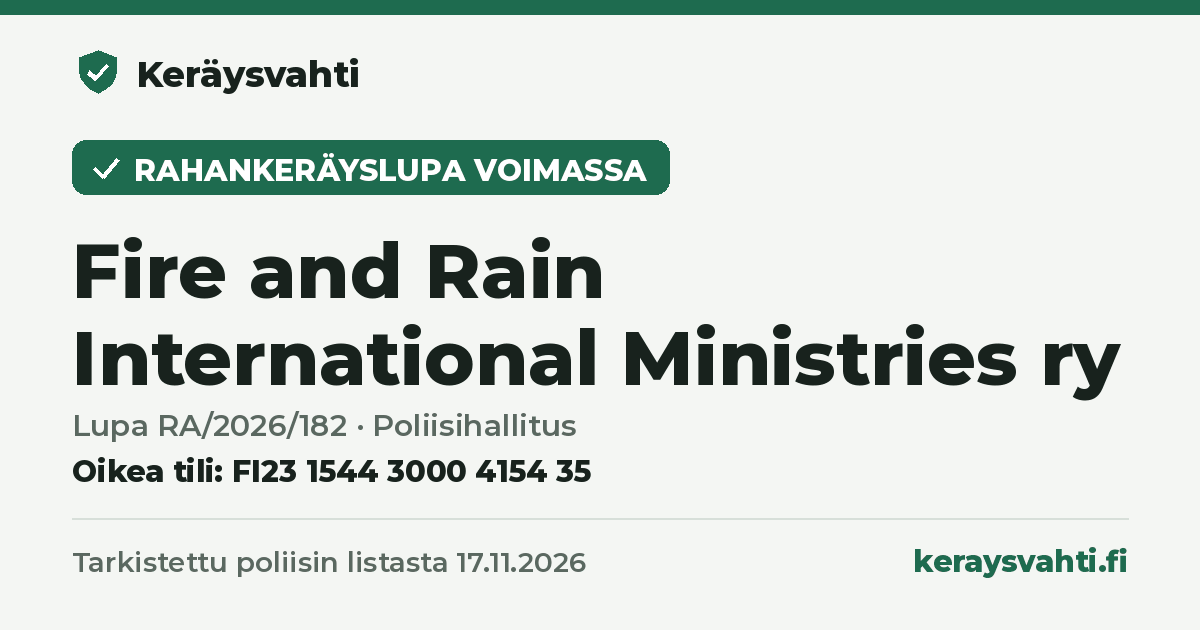 Keräysvahti
RAHANKERÄYSLUPA VOIMASSA
Fire and Rain
International Ministries ry
Lupa RA/2026/182 · Poliisihallitus
Oikea tili: FI23 1544 3000 4154 35
Tarkistettu poliisin listasta 17.11.2026
keraysvahti.fi